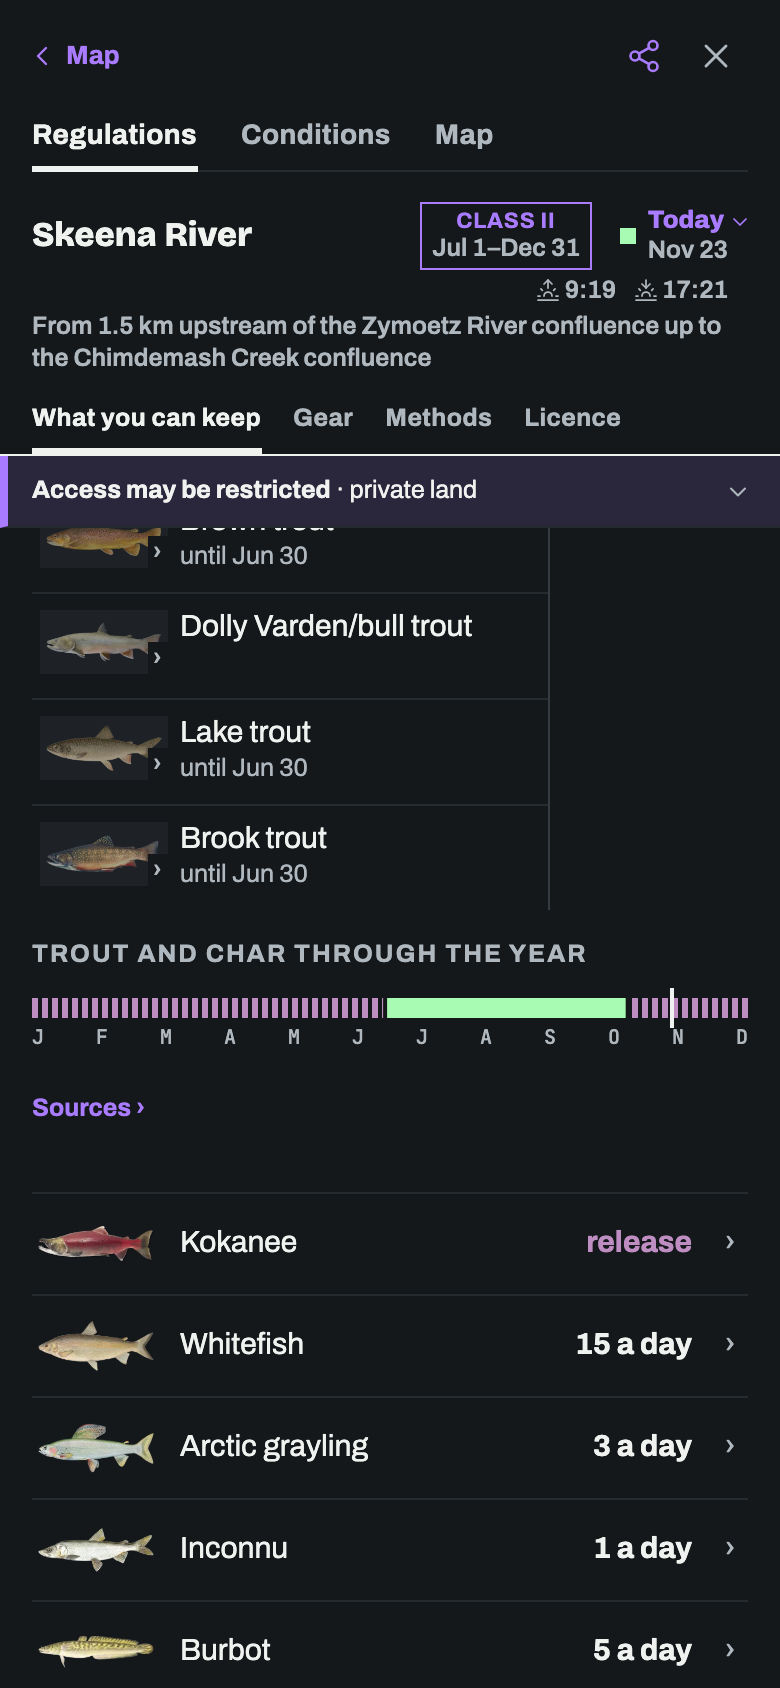 Map
Regulations Conditions Map
Skeena River
CLASS II
Jul 1–Dec 31
Today
Nov 23
9:19 17:21
From 1.5 km upstream of the Zymoetz River confluence up to
the Chimdemash Creek confluence
What you can keep Gear Methods Licence
Access may be restricted · private land
Brown trout
until Jun 30
Dolly Varden/bull trout
Lake trout
until Jun 30
Brook trout
until Jun 30
TROUT AND CHAR THROUGH THE YEAR
J F M A M J J A S O N D
Sources ›
Kokanee release ›
Whitefish 15 a day ›
Arctic grayling 3 a day ›
Inconnu 1 a day ›
Burbot 5 a day ›